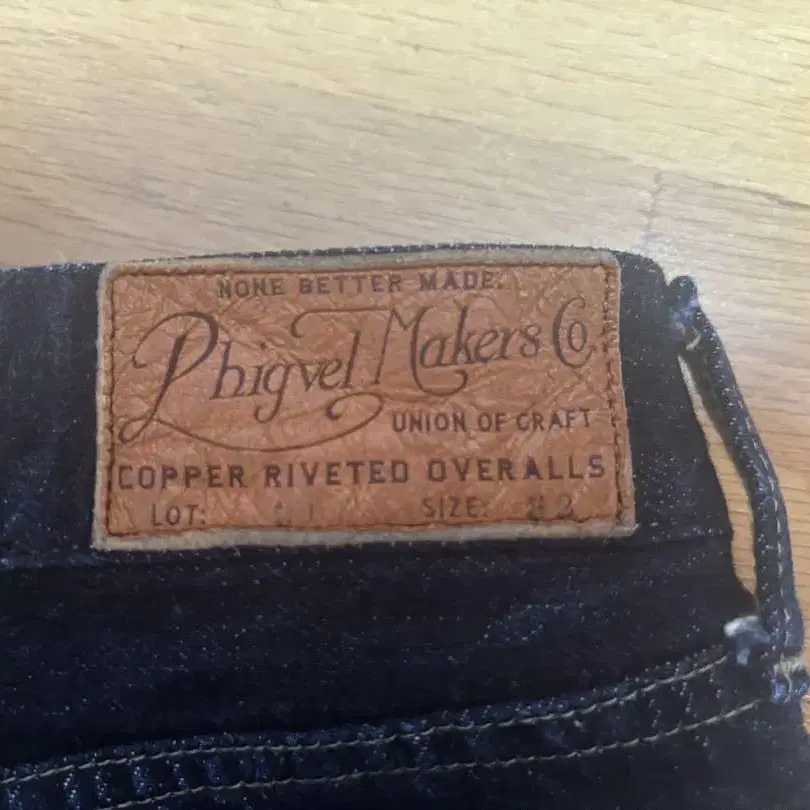 NONE BETTER MADE.
Phigvel Makers Co.
UNION OF CRAFT
COPPER RIVETED OVERALLS
LOT: SIZE: